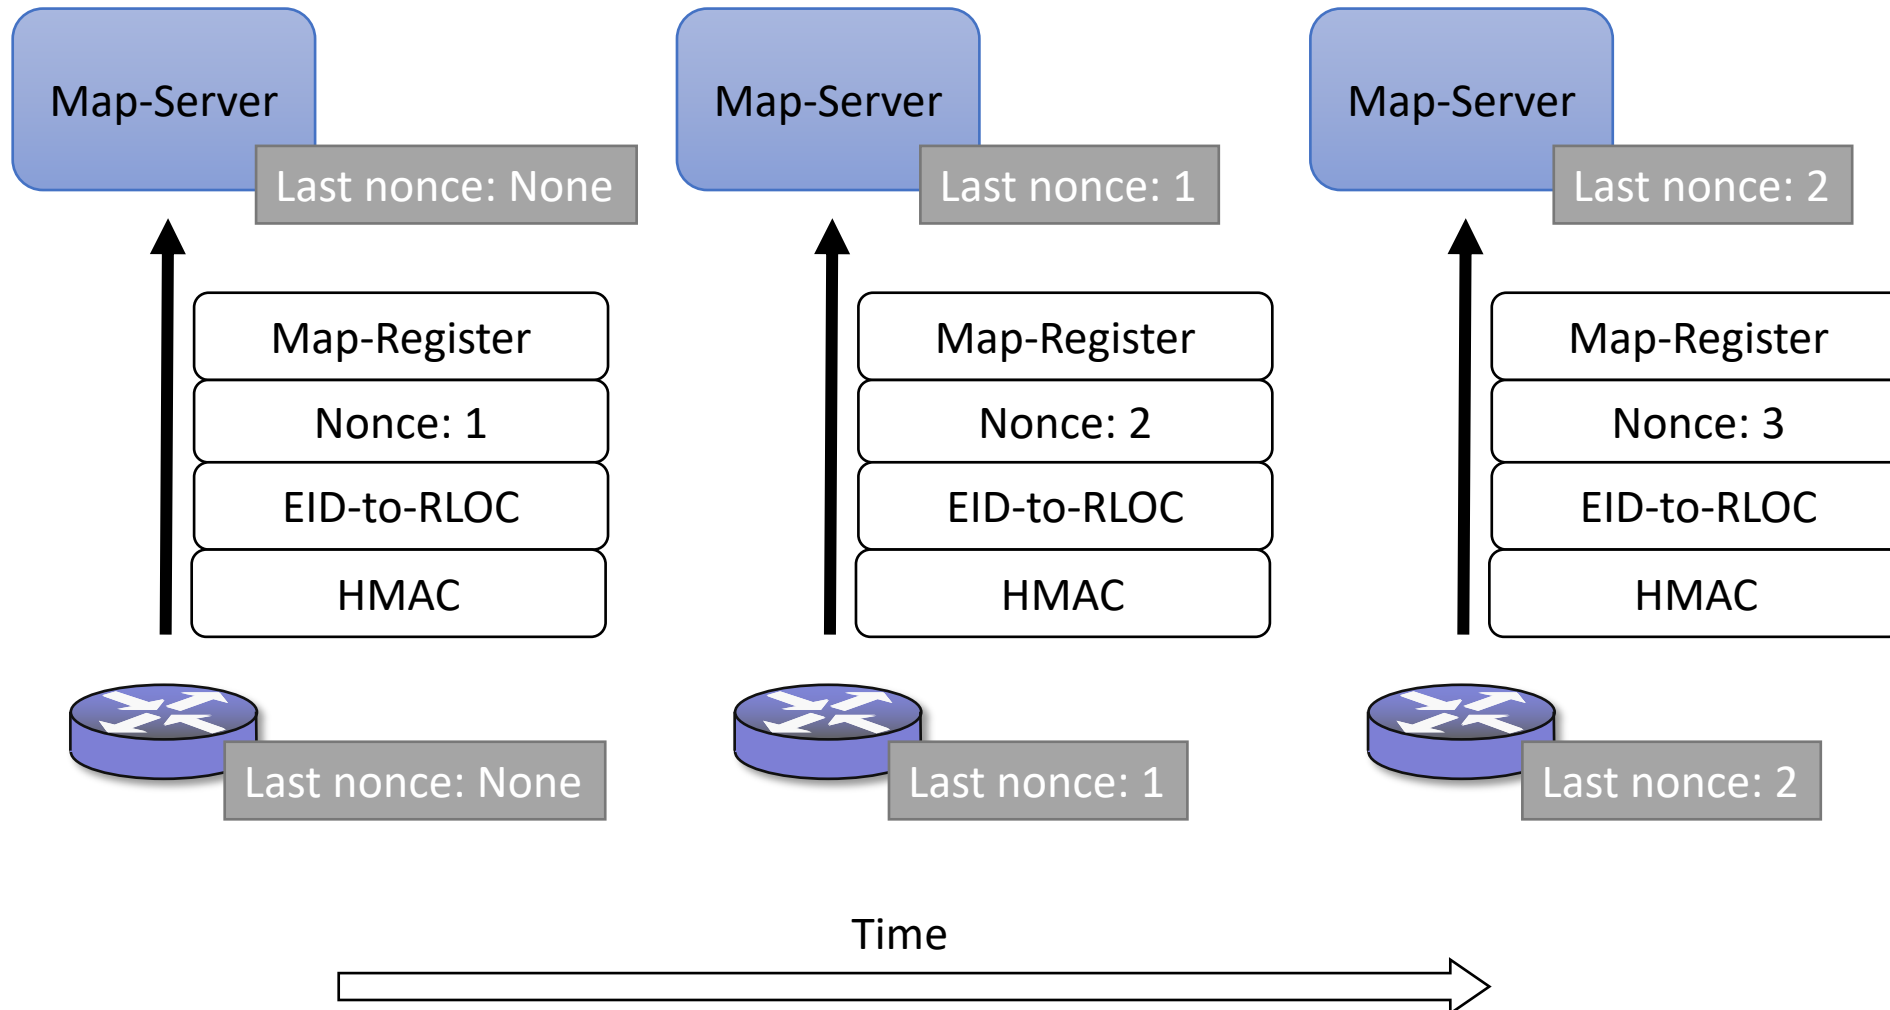 Map-Server
Last nonce: None
Map-Register
Nonce: 1
EID-to-RLOC
HMAC
Last nonce: None
Map-Server
Last nonce: 1
Map-Register
Nonce: 2
EID-to-RLOC
HMAC
Last nonce: 1
Map-Server
Last nonce: 2
Map-Register
Nonce: 3
EID-to-RLOC
HMAC
Last nonce: 2
Time